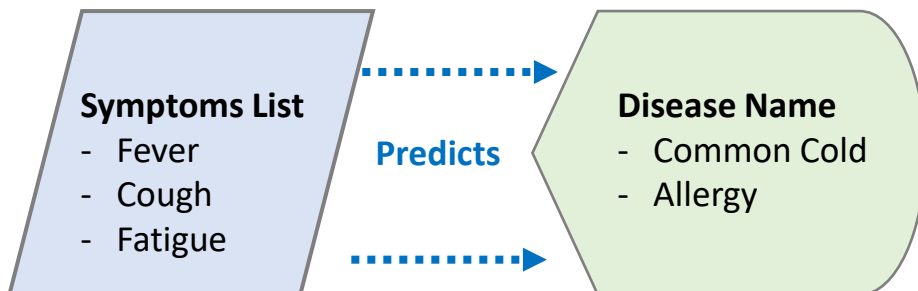 Symptoms List
- Fever
- Cough
- Fatigue
Predicts
Disease Name
- Common Cold
- Allergy